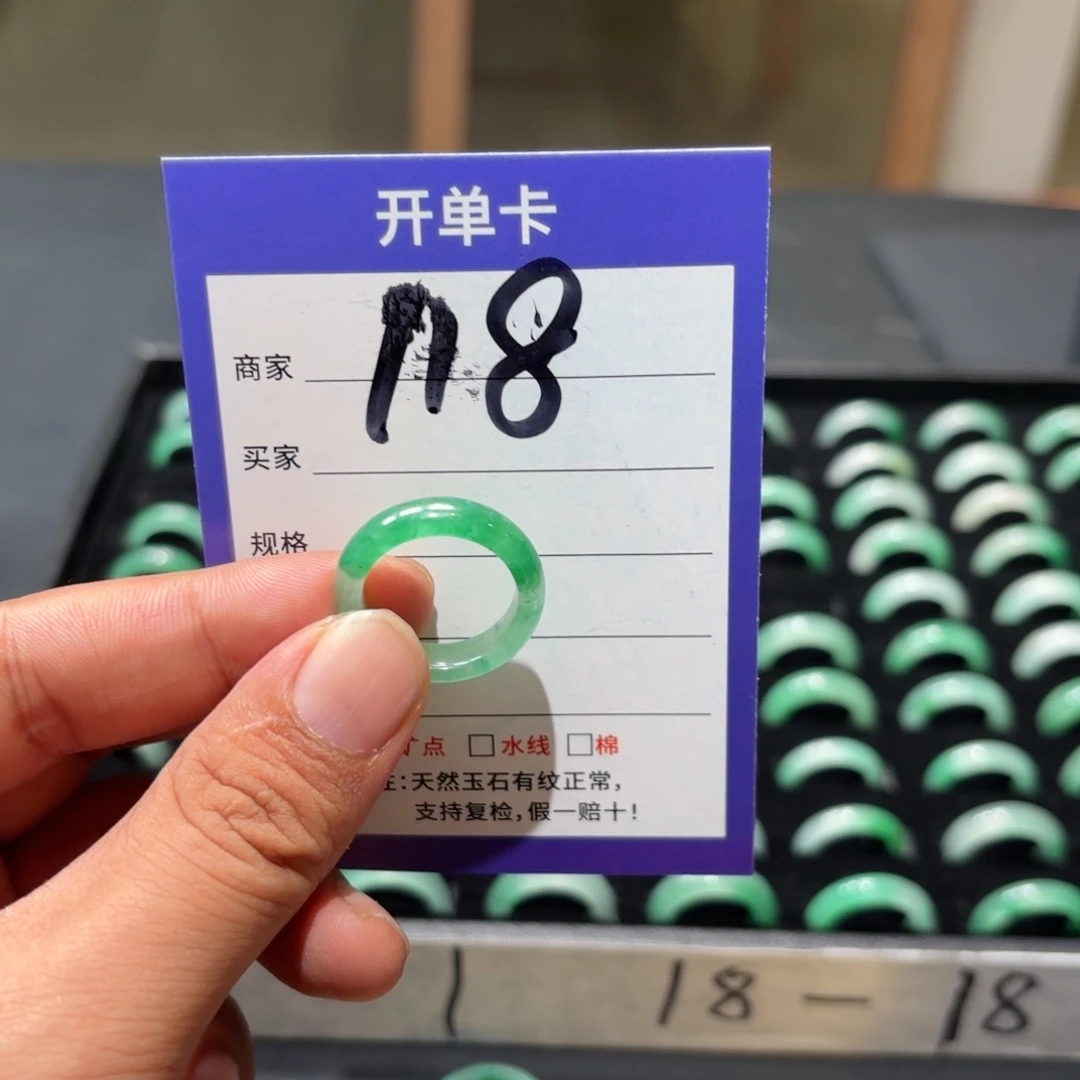 开单卡
118
商家
买家
规格
矿点 □水线 □棉
注:天然玉石有纹正常,
支持复检,假一赔十!
1 18 — 18